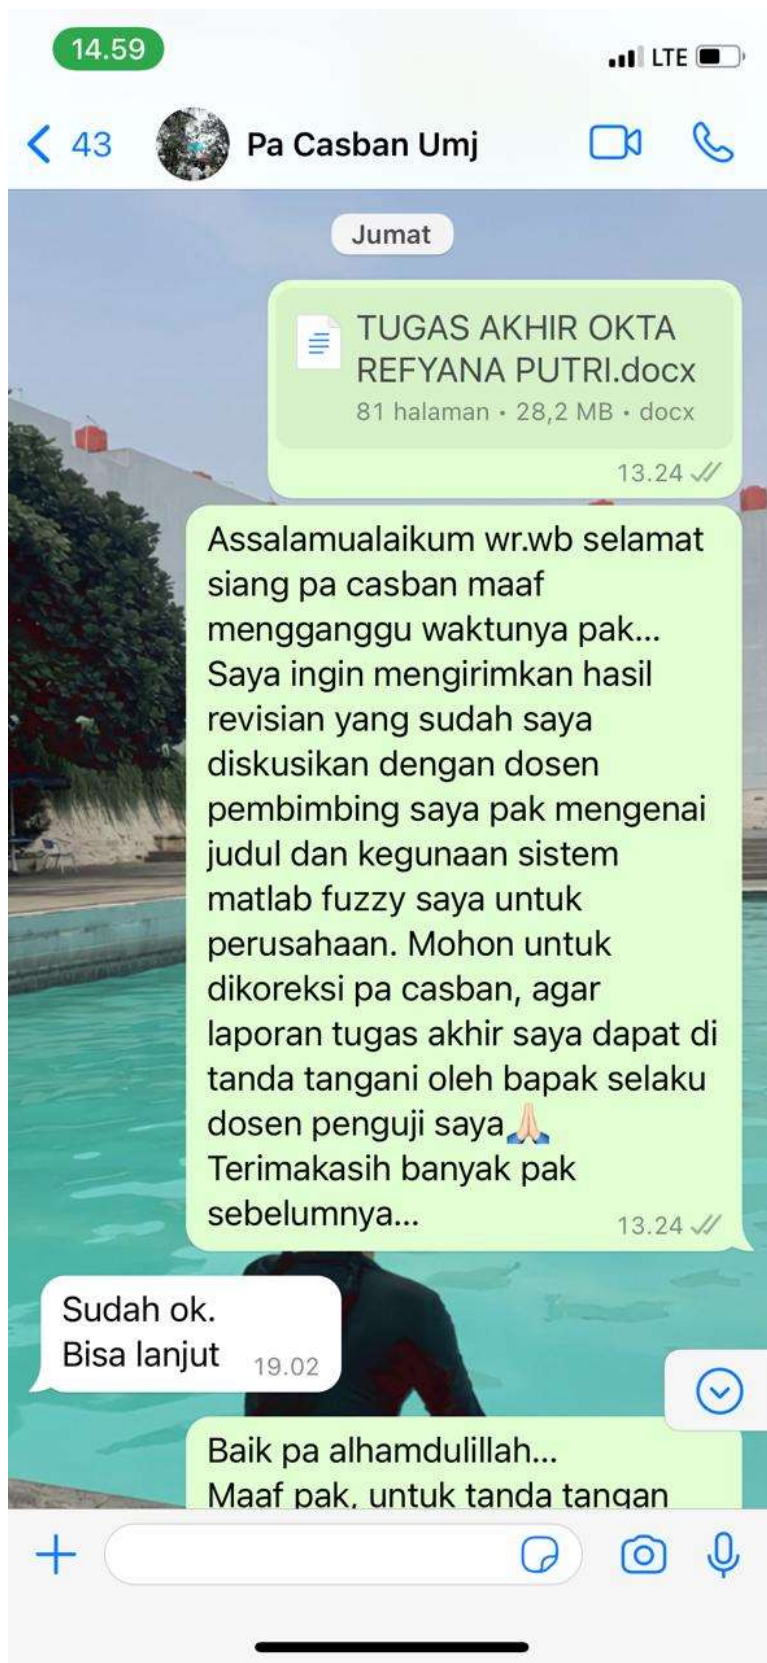 14.59
LTE
43
Pa Casban Umj
Jumat
TUGAS AKHIR OKTA
REFYANA PUTRI.docx
81 halaman • 28,2 MB • docx
13.24
Assalamualaikum wr.wb selamat
siang pa casban maaf
mengganggu waktunya pak...
Saya ingin mengirimkan hasil
revisian yang sudah saya
diskusikan dengan dosen
pembimbing saya pak mengenai
judul dan kegunaan sistem
matlab fuzzy saya untuk
perusahaan. Mohon untuk
dikoreksi pa casban, agar
laporan tugas akhir saya dapat di
tanda tangani oleh bapak selaku
dosen penguji saya🙏🏻
Terimakasih banyak pak
sebelumnya...
13.24
Sudah ok.
Bisa lanjut
19.02
Baik pa alhamdulillah...
Maaf pak, untuk tanda tangan